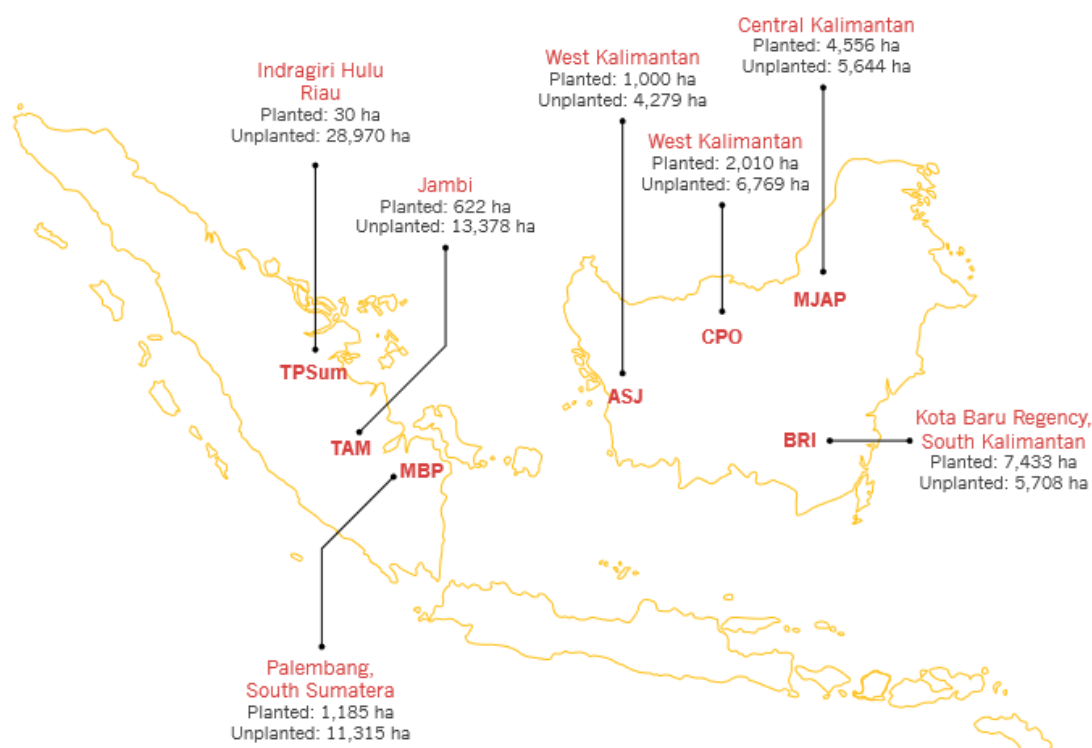 Central Kalimantan
Planted: 4,556 ha
Unplanted: 5,644 ha
West Kalimantan
Planted: 1,000 ha
Unplanted: 4,279 ha
Indragiri Hulu
Riau
Planted: 30 ha
Unplanted: 28,970 ha
West Kalimantan
Planted: 2,010 ha
Unplanted: 6,769 ha
Jambi
Planted: 622 ha
Unplanted: 13,378 ha
MJAP
CPO
TPSum
ASJ
TAM
BRI
MBP
Kota Baru Regency,
South Kalimantan
Planted: 7,433 ha
Unplanted: 5,708 ha
Palembang,
South Sumatera
Planted: 1,185 ha
Unplanted: 11,315 ha